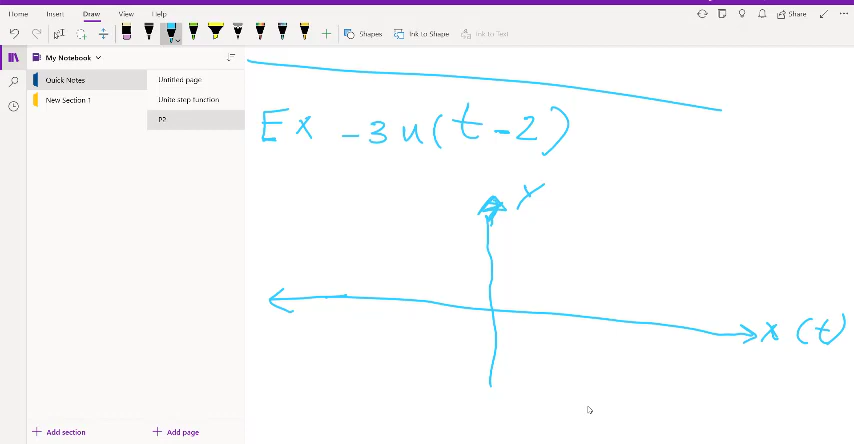 Home Insert Draw View Help
Share
Shapes Ink to Shape Ink to Text
My Notebook
Quick Notes
New Section 1
Untitled page
Unite step function
PP
Ex -3u(t-2)
Y
x (t)
Add section
Add page